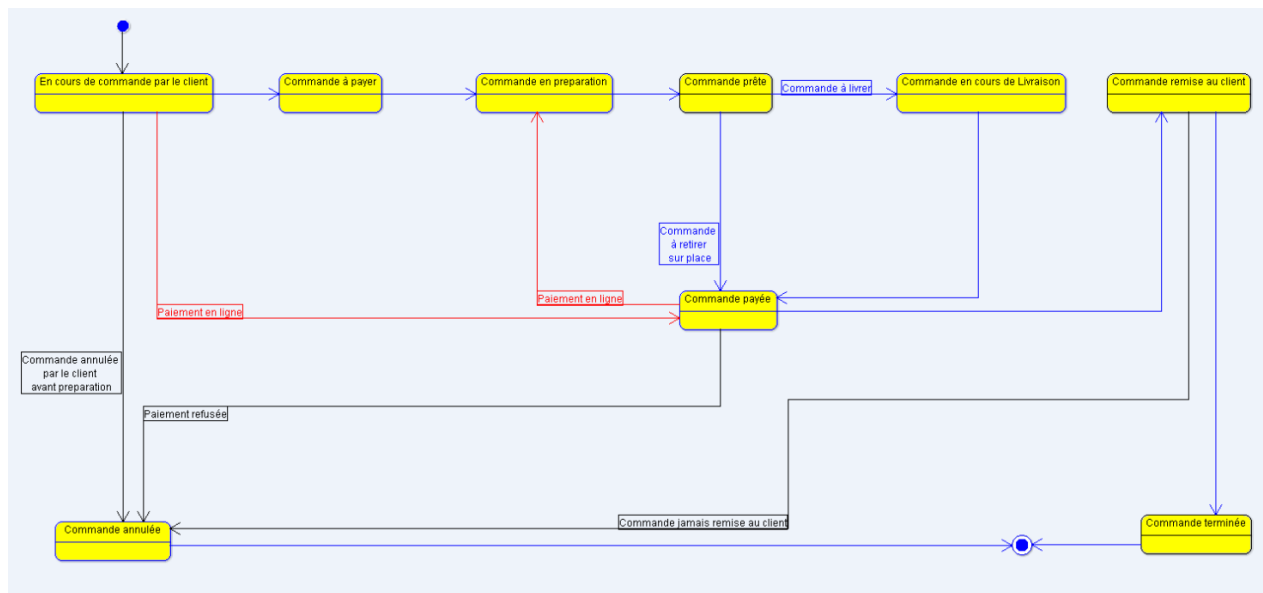 En cours de commande par le client
Commande à payer
Commande en preparation
Commande prête
Commande à livrer
Commande en cours de Livraison
Commande remise au client
Commande
à retirer
sur place
Paiement en ligne
Commande payée
Paiement en ligne
Commande annulée
par le client
avant preparation
Paiement refusée
Commande jamais remise au client
Commande annulée
Commande terminée